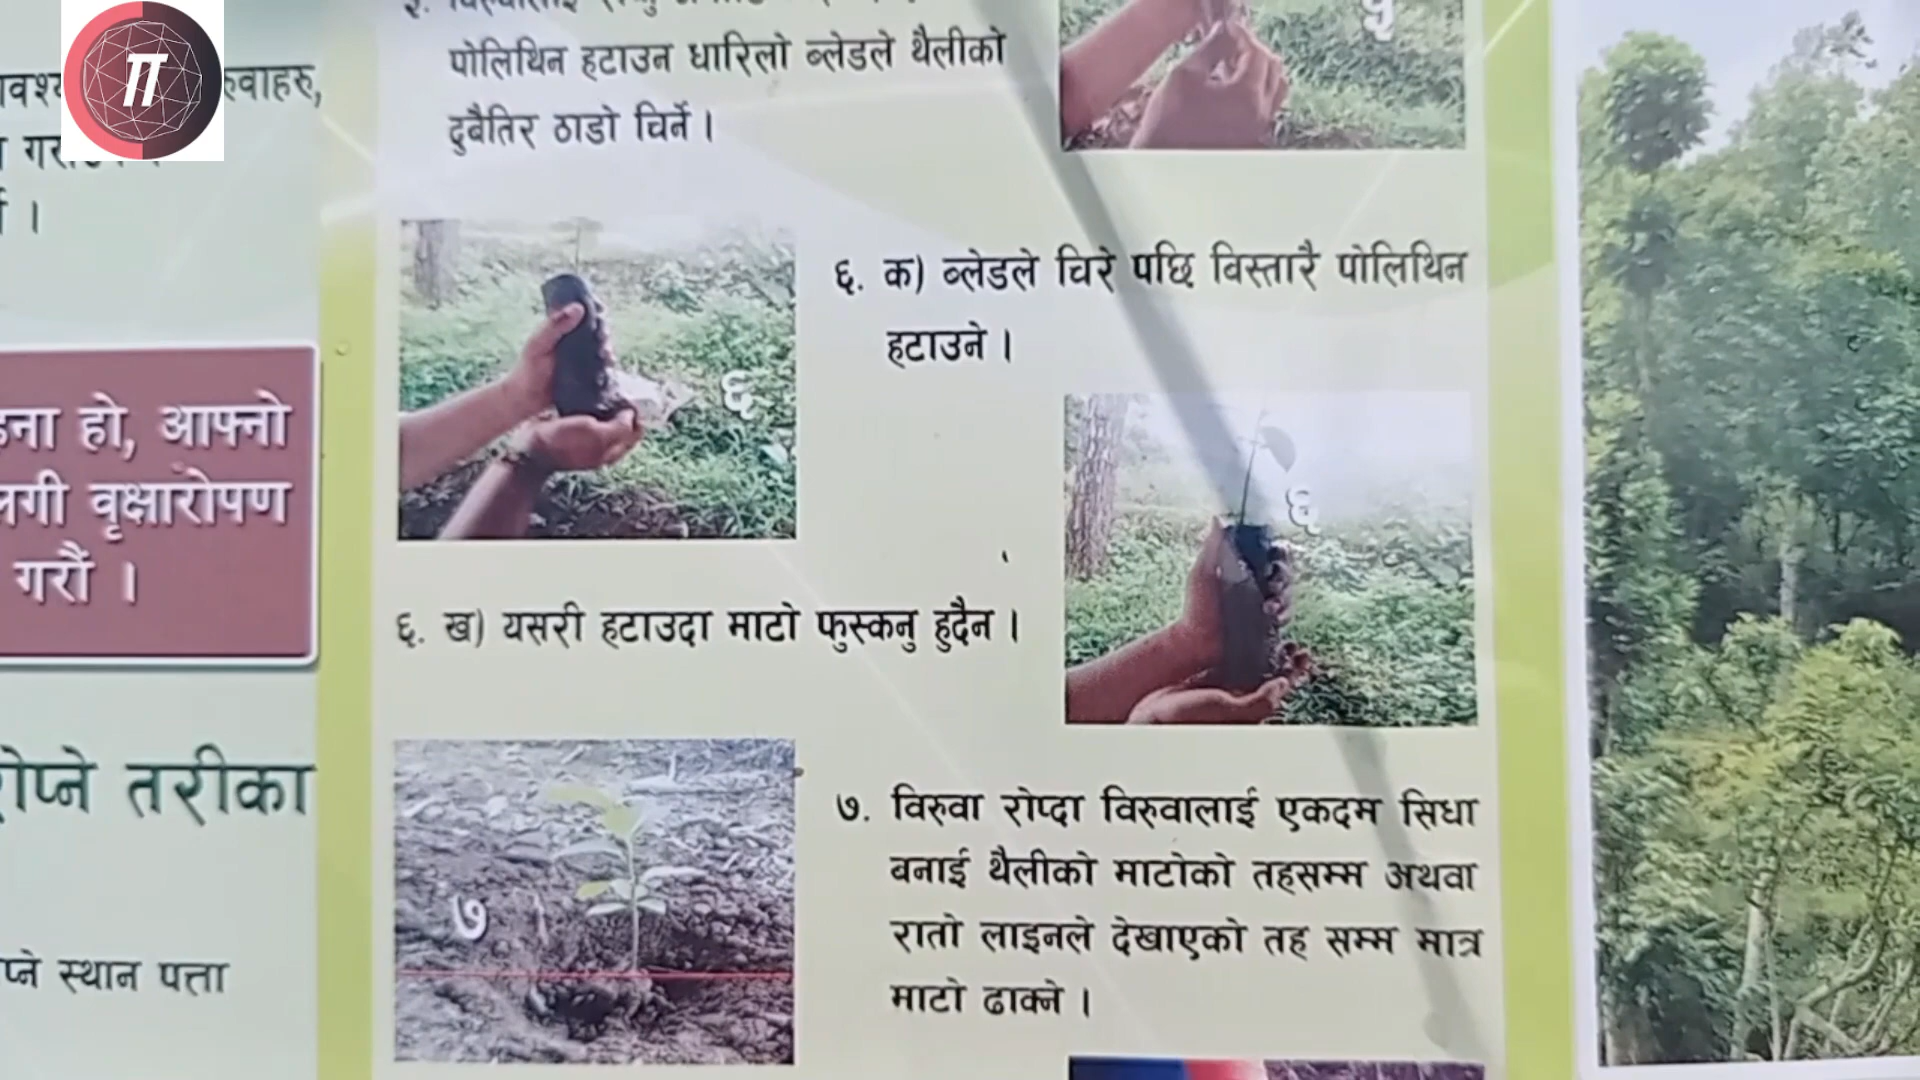 पोलिथिन हटाउन धारिलो ब्लेडले थैलीको
दुबैतिर ठाडो चिर्ने ।
५
६
६. क) ब्लेडले चिरे पछि विस्तारै पोलिथिन
हटाउने ।
६
६. ख) यसरी हटाउदा माटो फुस्कनु हुदैन ।
७
७. विरुवा रोप्दा विरुवालाई एकदम सिधा
बनाई थैलीको माटोको तहसम्म अथवा
रातो लाइनले देखाएको तह सम्म मात्र
माटो ढाक्ने ।
हो, आफ्नो
वृक्षारोपण
गरौं ।
तरीका
स्थान पत्ता